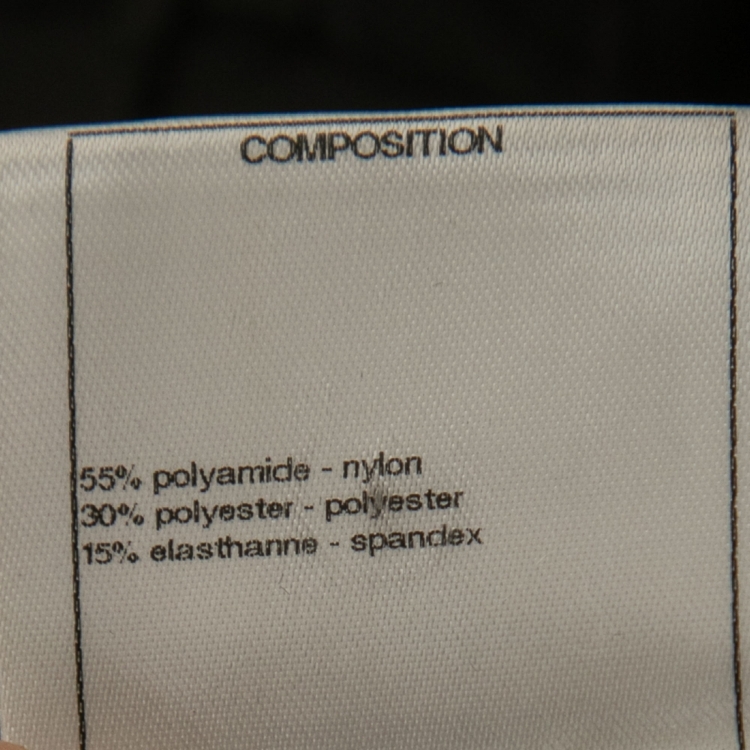 COMPOSITION
55% polyamide - nylon
30% polyester - polyester
15% elasthanne - spandex